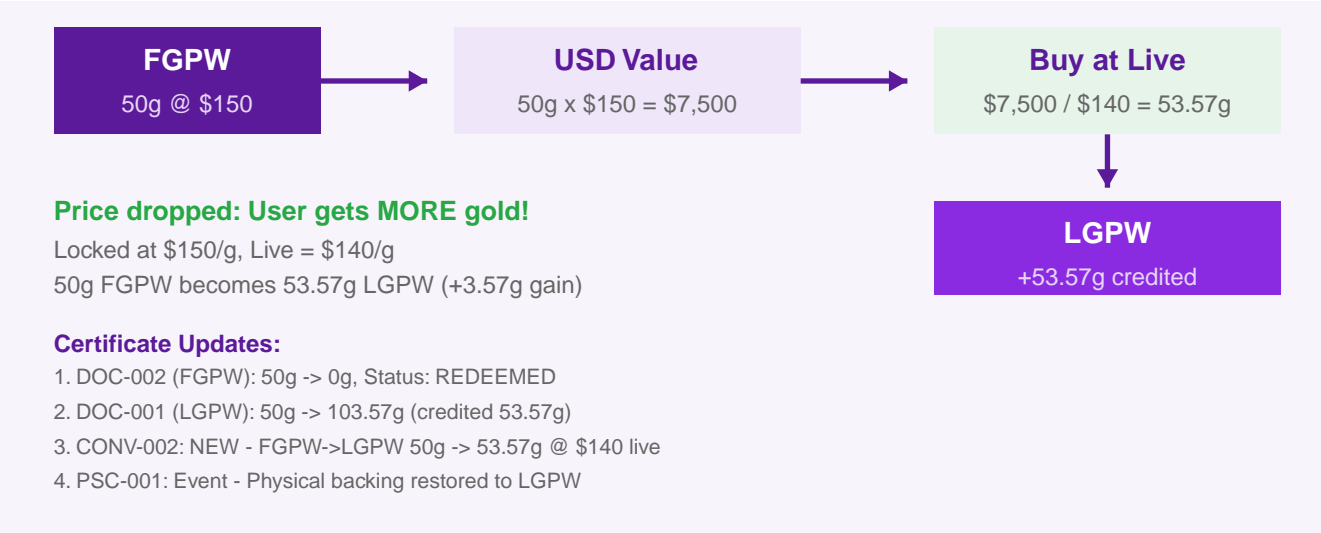 FGPW
50g @ $150
USD Value
50g x $150 = $7,500
Buy at Live
$7,500 / $140 = 53.57g
LGPW
+53.57g credited
Price dropped: User gets MORE gold!
Locked at $150/g, Live = $140/g
50g FGPW becomes 53.57g LGPW (+3.57g gain)
Certificate Updates:
1. DOC-002 (FGPW): 50g -> 0g, Status: REDEEMED
2. DOC-001 (LGPW): 50g -> 103.57g (credited 53.57g)
3. CONV-002: NEW - FGPW->LGPW 50g -> 53.57g @ $140 live
4. PSC-001: Event - Physical backing restored to LGPW